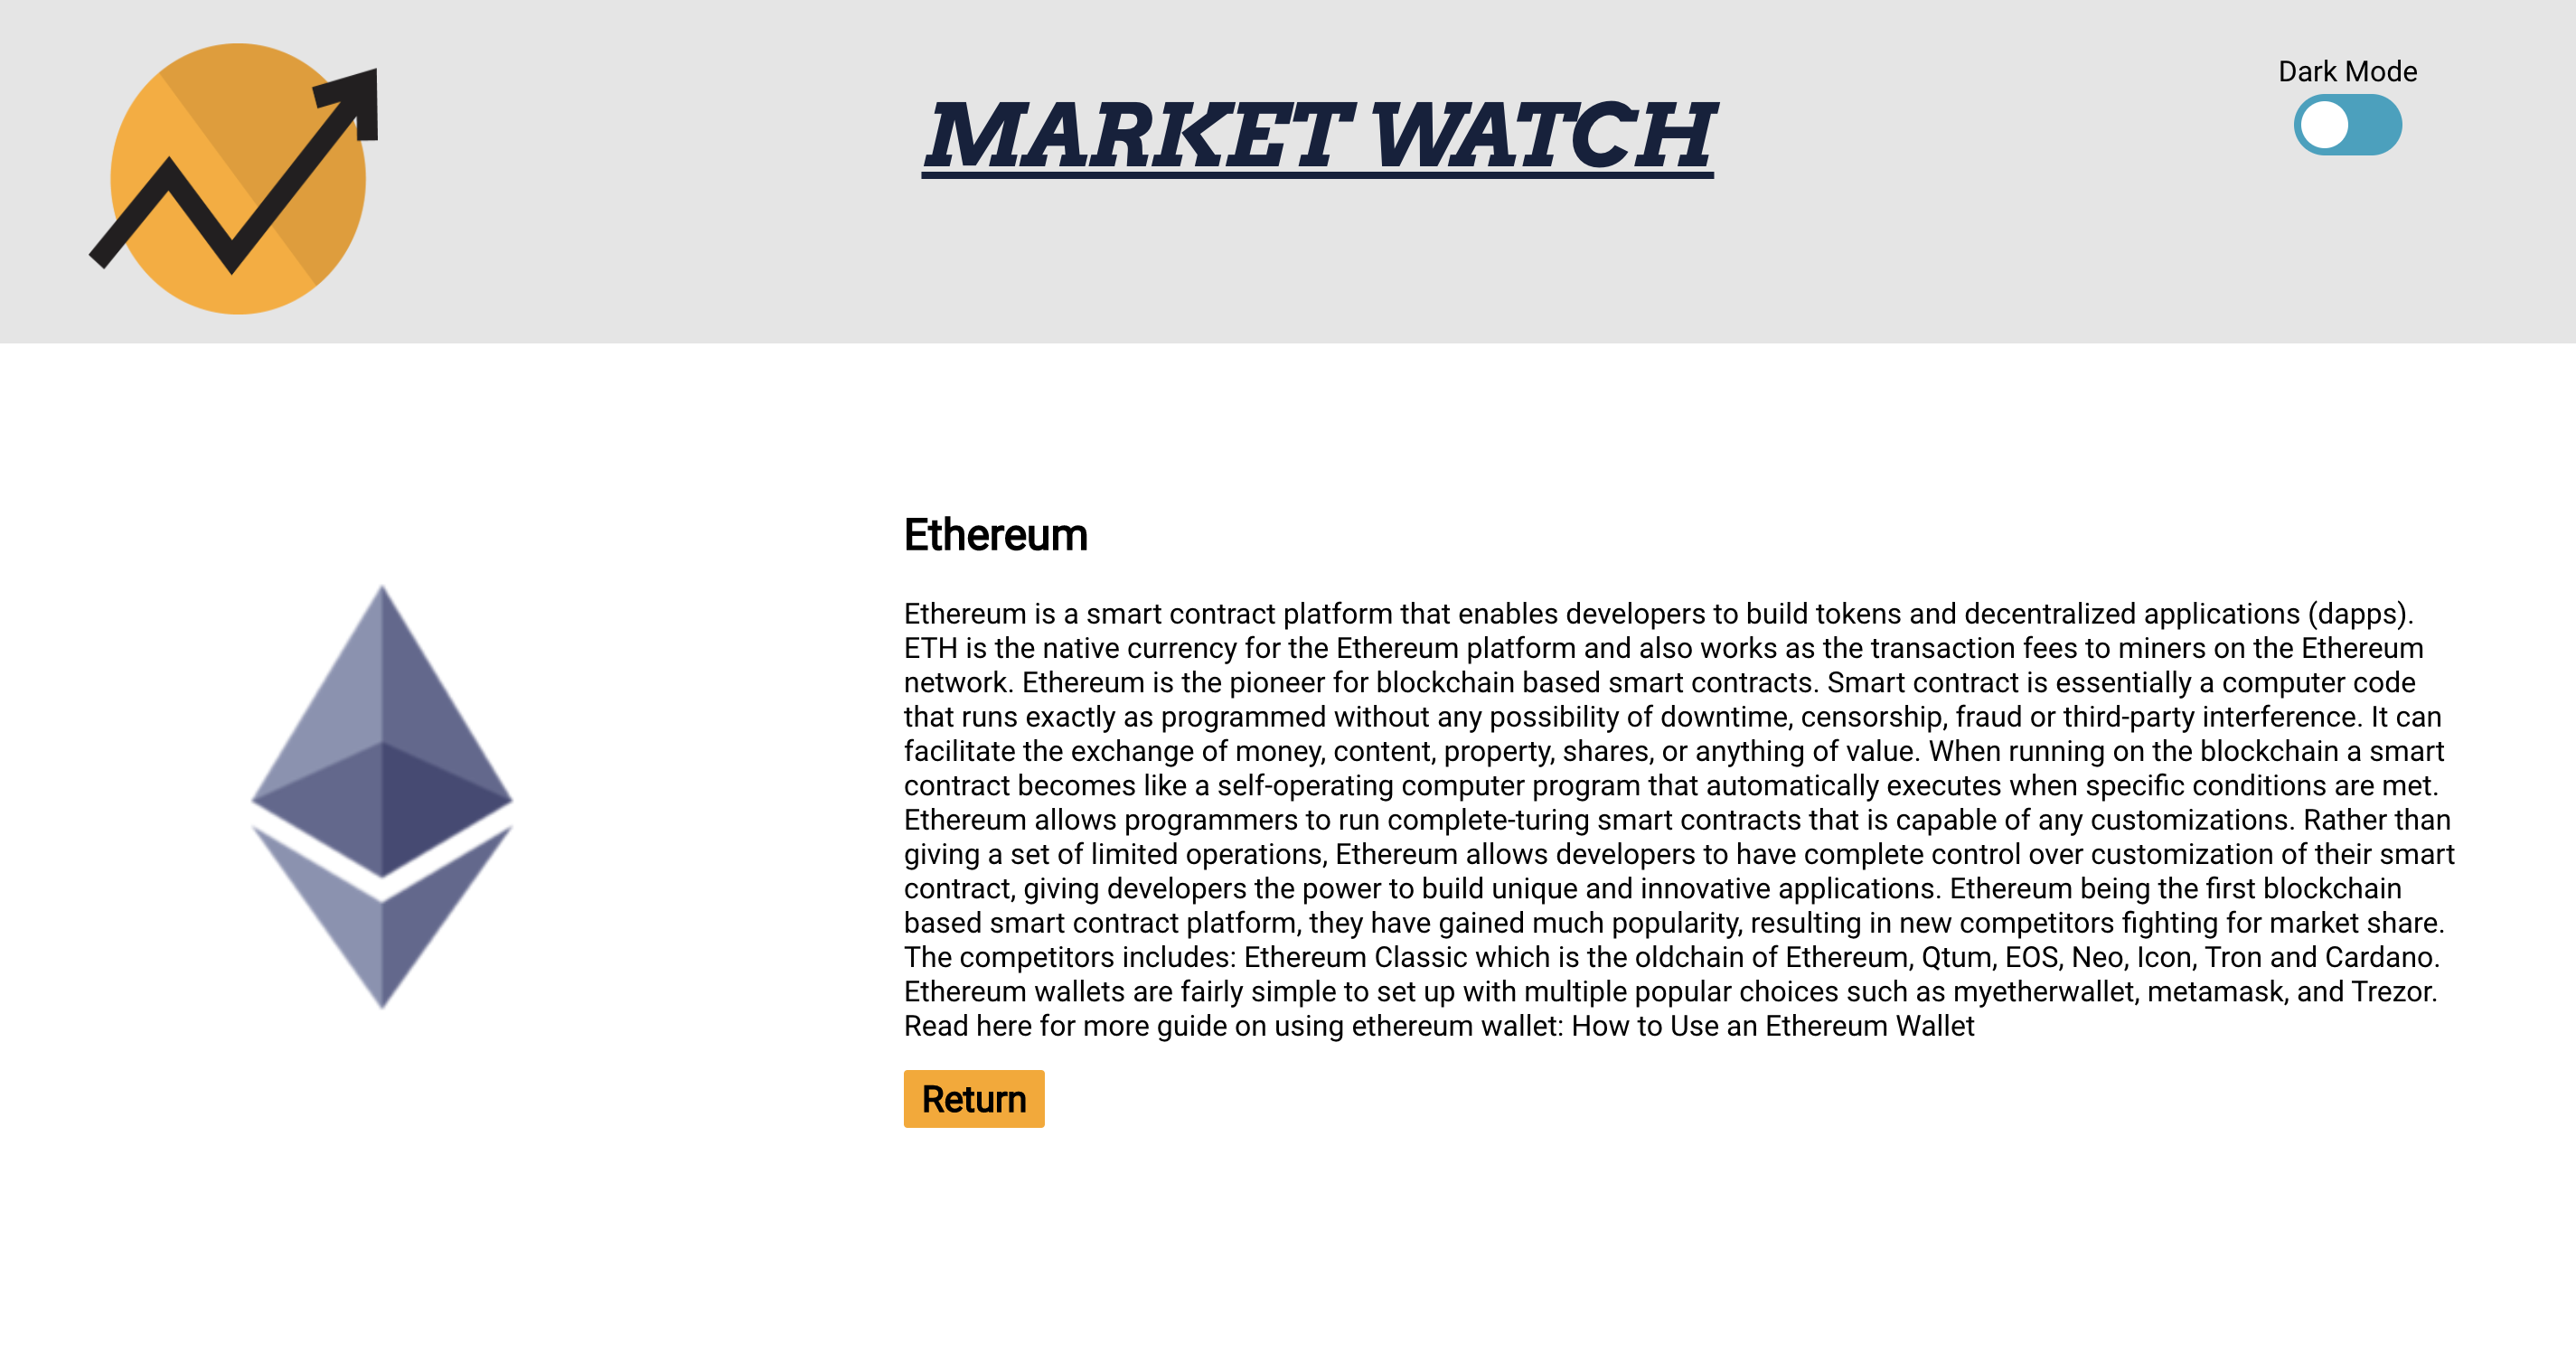 MARKET WATCH
Dark Mode
Ethereum
Ethereum is a smart contract platform that enables developers to build tokens and decentralized applications (dapps).
ETH is the native currency for the Ethereum platform and also works as the transaction fees to miners on the Ethereum
network. Ethereum is the pioneer for blockchain based smart contracts. Smart contract is essentially a computer code
that runs exactly as programmed without any possibility of downtime, censorship, fraud or third-party interference. It can
facilitate the exchange of money, content, property, shares, or anything of value. When running on the blockchain a smart
contract becomes like a self-operating computer program that automatically executes when specific conditions are met.
Ethereum allows programmers to run complete-turing smart contracts that is capable of any customizations. Rather than
giving a set of limited operations, Ethereum allows developers to have complete control over customization of their smart
contract, giving developers the power to build unique and innovative applications. Ethereum being the first blockchain
based smart contract platform, they have gained much popularity, resulting in new competitors fighting for market share.
The competitors includes: Ethereum Classic which is the oldchain of Ethereum, Qtum, EOS, Neo, Icon, Tron and Cardano.
Ethereum wallets are fairly simple to set up with multiple popular choices such as myetherwallet, metamask, and Trezor.
Read here for more guide on using ethereum wallet: How to Use an Ethereum Wallet
Return